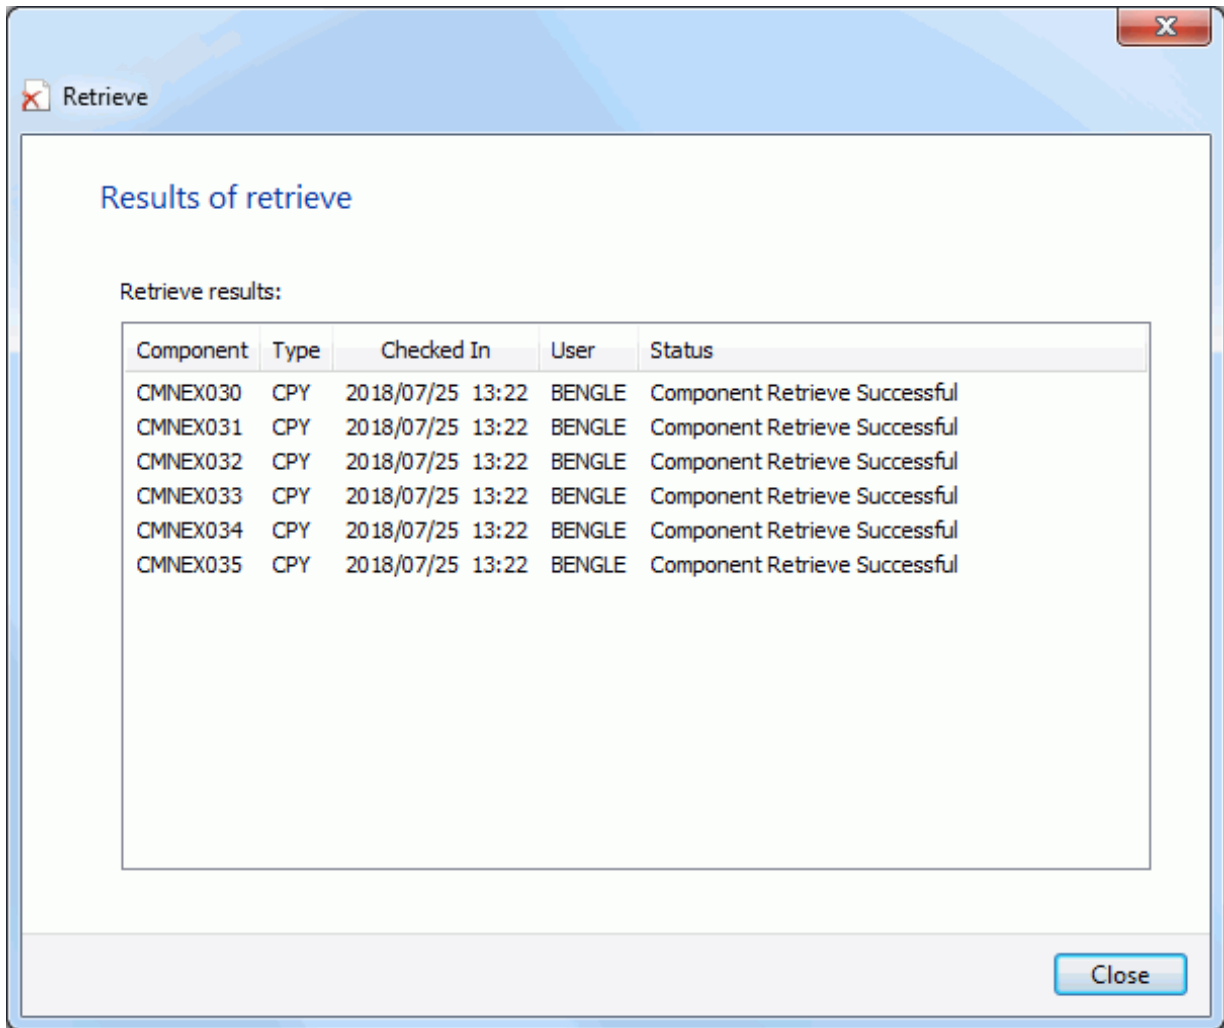 Retrieve
Results of retrieve
Retrieve results:
Component Type Checked In User Status
CMNEX030 CPY 2018/07/25 13:22 BENGLE Component Retrieve Successful
CMNEX031 CPY 2018/07/25 13:22 BENGLE Component Retrieve Successful
CMNEX032 CPY 2018/07/25 13:22 BENGLE Component Retrieve Successful
CMNEX033 CPY 2018/07/25 13:22 BENGLE Component Retrieve Successful
CMNEX034 CPY 2018/07/25 13:22 BENGLE Component Retrieve Successful
CMNEX035 CPY 2018/07/25 13:22 BENGLE Component Retrieve Successful
Close